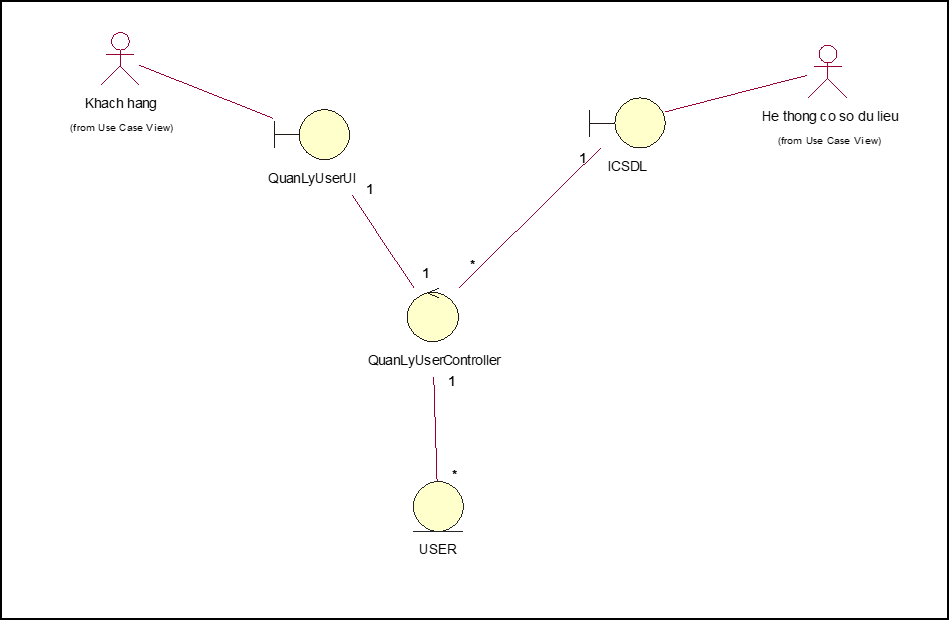 Khach hang
(from Use Case View)
He thong co so du lieu
(from Use Case View)
QuanLyUserUI
ICSDL
1
1
1
*
QuanLyUserController
1
*
USER